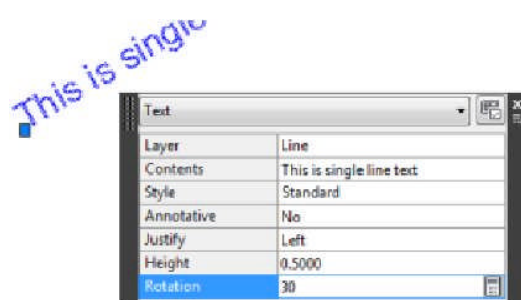 This is single
Text
Layer Line
Contents This is single line text
Style Standard
Annotative No
Justify Left
Height 0.5000
Rotation 30